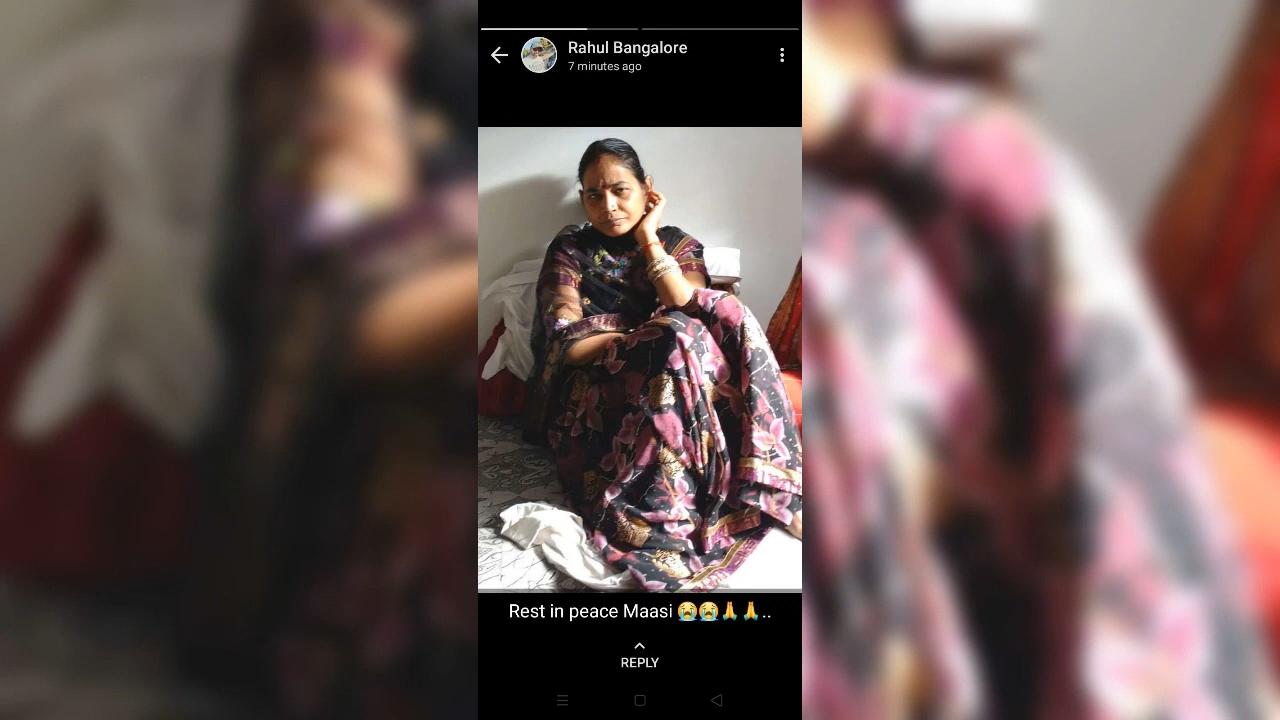 Rahul Bangalore
7 minutes ago
Rest in peace Maasi 😭😭🙏🙏..
REPLY